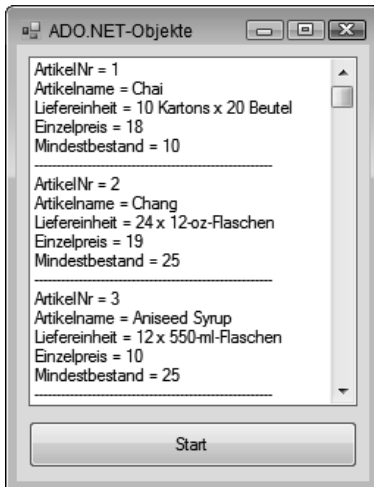 ADO.NET-Objekte
ArtikelNr = 1
Artikelname = Chai
Liefereinheit = 10 Kartons x 20 Beutel
Einzelpreis = 18
Mindestbestand = 10
--------------------------------------------------
ArtikelNr = 2
Artikelname = Chang
Liefereinheit = 24 x 12-oz-Flaschen
Einzelpreis = 19
Mindestbestand = 25
--------------------------------------------------
ArtikelNr = 3
Artikelname = Aniseed Syrup
Liefereinheit = 12 x 550-ml-Flaschen
Einzelpreis = 10
Mindestbestand = 25
--------------------------------------------------
Start